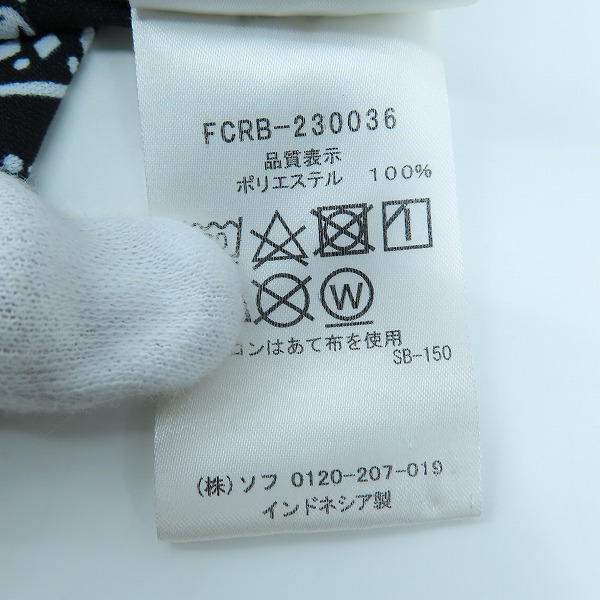 FCRB-230036
品質表示
ポリエステル 100%
W
ロンはあて布を使用
SB-150
(株)ソフ 0120-207-019
インドネシア製